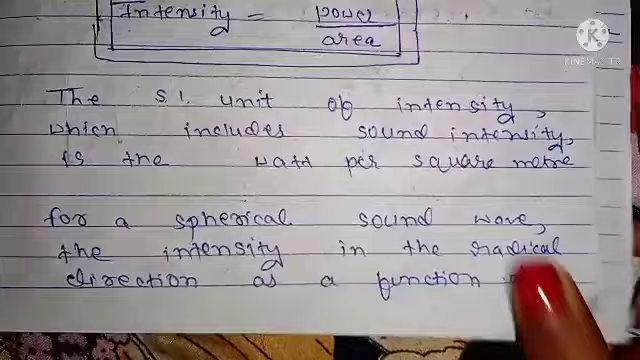 Intensity = power
area
K
KINEMASTER
The S.I. unit of intensity,
which includes sound intensity,
is the watt per square metre
for a spherical sound wave,
the intensity in the radical
direction as a function